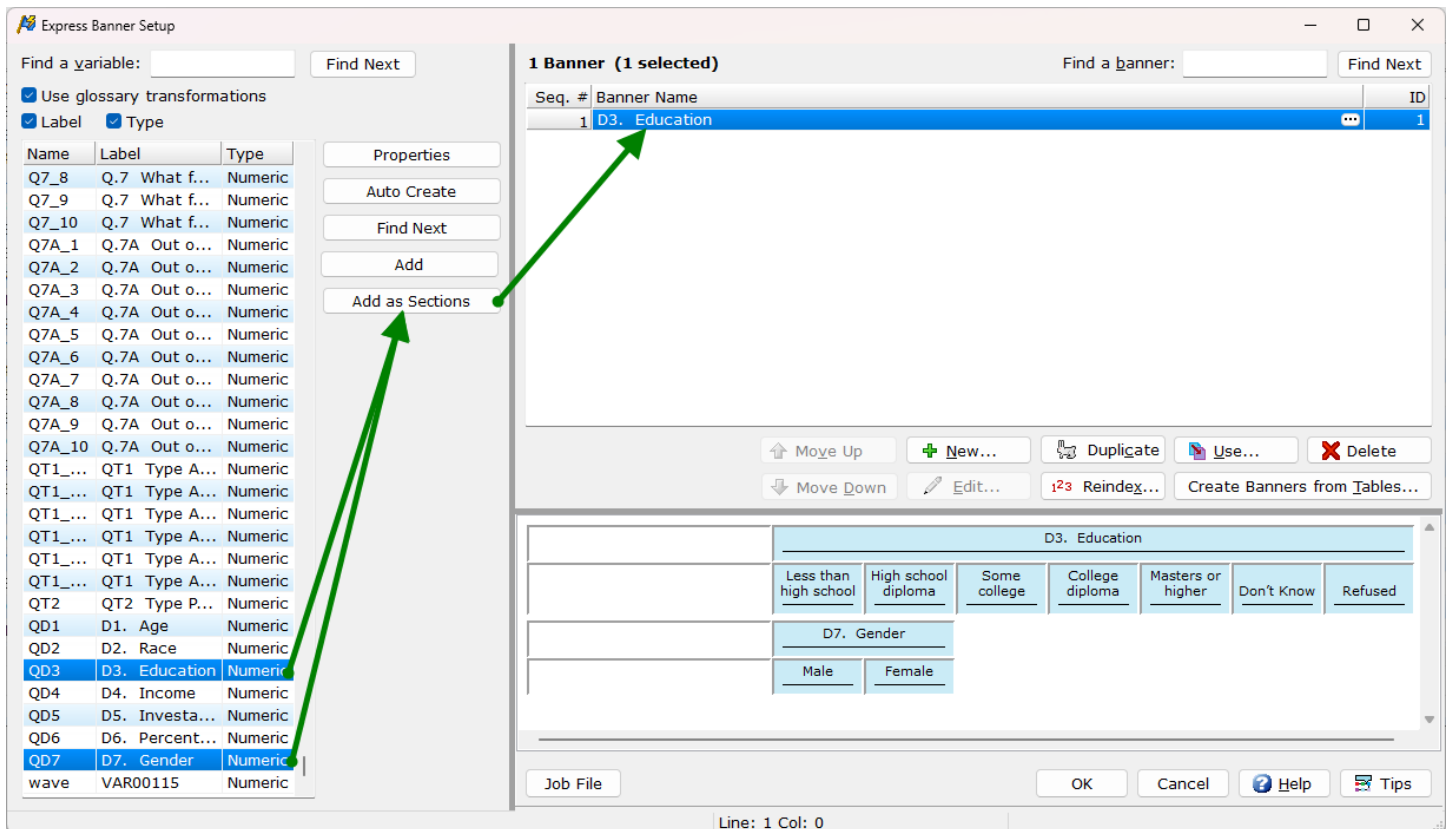 Express Banner Setup
Find a variable:
Find Next
Use glossary transformations
Label
Type
Name Label Type
Q7_8 Q.7 What f... Numeric
Q7_9 Q.7 What f... Numeric
Q7_10 Q.7 What f... Numeric
Q7A_1 Q.7A Out o... Numeric
Q7A_2 Q.7A Out o... Numeric
Q7A_3 Q.7A Out o... Numeric
Q7A_4 Q.7A Out o... Numeric
Q7A_5 Q.7A Out o... Numeric
Q7A_6 Q.7A Out o... Numeric
Q7A_7 Q.7A Out o... Numeric
Q7A_8 Q.7A Out o... Numeric
Q7A_9 Q.7A Out o... Numeric
Q7A_10 Q.7A Out o... Numeric
QT1_... QT1 Type A... Numeric
QT1_... QT1 Type A... Numeric
QT1_... QT1 Type A... Numeric
QT1_... QT1 Type A... Numeric
QT1_... QT1 Type A... Numeric
QT1_... QT1 Type A... Numeric
QT2 QT2 Type P... Numeric
QD1 D1. Age Numeric
QD2 D2. Race Numeric
QD3 D3. Education Numeric
QD4 D4. Income Numeric
QD5 D5. Investa... Numeric
QD6 D6. Percent... Numeric
QD7 D7. Gender Numeric
wave VAR00115 Numeric
Properties
Auto Create
Find Next
Add
Add as Sections
1 Banner (1 selected)
Find a banner:
Find Next
Seq. # Banner Name ID
1 D3. Education ... 1
Move Up
New...
Duplicate
Use...
Delete
Move Down
Edit...
123 Reindex...
Create Banners from Tables...
D3. Education
Less than high school
High school diploma
Some college
College diploma
Masters or higher
Don't Know
Refused
D7. Gender
Male Female
Job File
OK
Cancel
Help
Tips
Line: 1 Col: 0